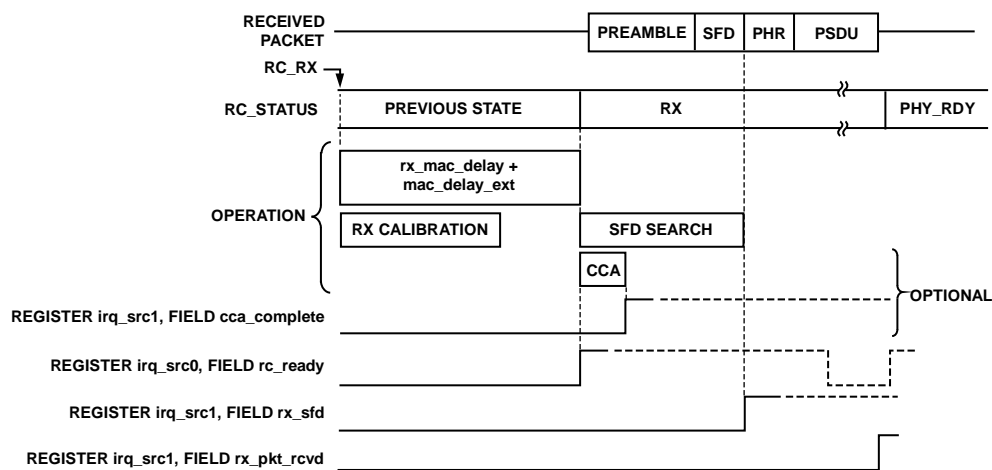 RECEIVED
PACKET
PREAMBLE SFD PHR PSDU
RC_RX
RC_STATUS PREVIOUS STATE RX PHY_RDY
rx_mac_delay +
mac_delay_ext
OPERATION
RX CALIBRATION SFD SEARCH
CCA
OPTIONAL
REGISTER irq_src1, FIELD cca_complete
REGISTER irq_src0, FIELD rc_ready
REGISTER irq_src1, FIELD rx_sfd
REGISTER irq_src1, FIELD rx_pkt_rcvd